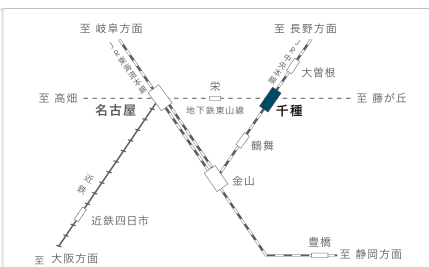 至 岐阜方面
至 長野方面
JR東海道本線
JR中央本線
大曽根
栄
至 高畑
地下鉄東山線
至 藤が丘
名古屋
千種
鶴舞
近鉄
金山
近鉄四日市
豊橋
至 静岡方面
至 大阪方面